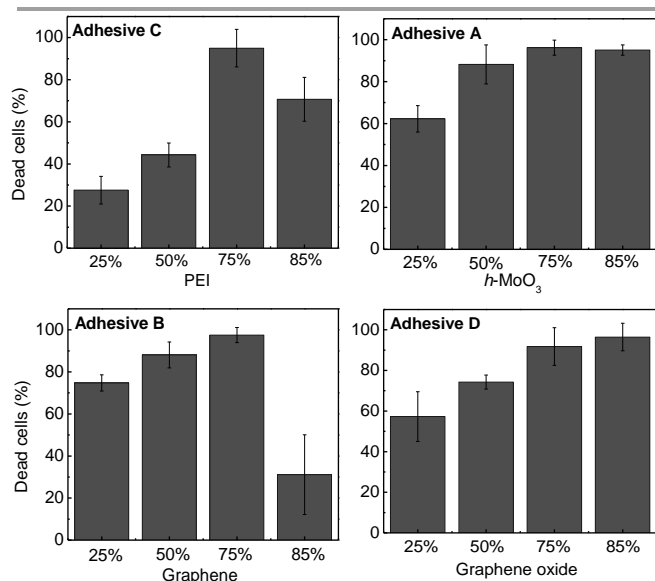 Adhesive C
Dead cells (%)
100
80
60
40
20
0
25% 50% 75% 85%
PEI
Adhesive A
100
80
60
40
20
0
25% 50% 75% 85%
h-MoO₃
Adhesive B
Dead cells (%)
100
80
60
40
20
0
25% 50% 75% 85%
Graphene
Adhesive D
100
80
60
40
20
0
25% 50% 75% 85%
Graphene oxide